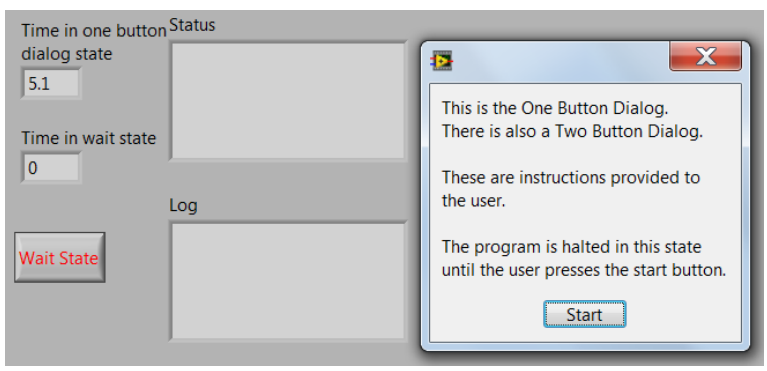 Time in one button
dialog state
5.1
Time in wait state
0
Wait State
Status
Log
This is the One Button Dialog.
There is also a Two Button Dialog.
These are instructions provided to
the user.
The program is halted in this state
until the user presses the start button.
Start